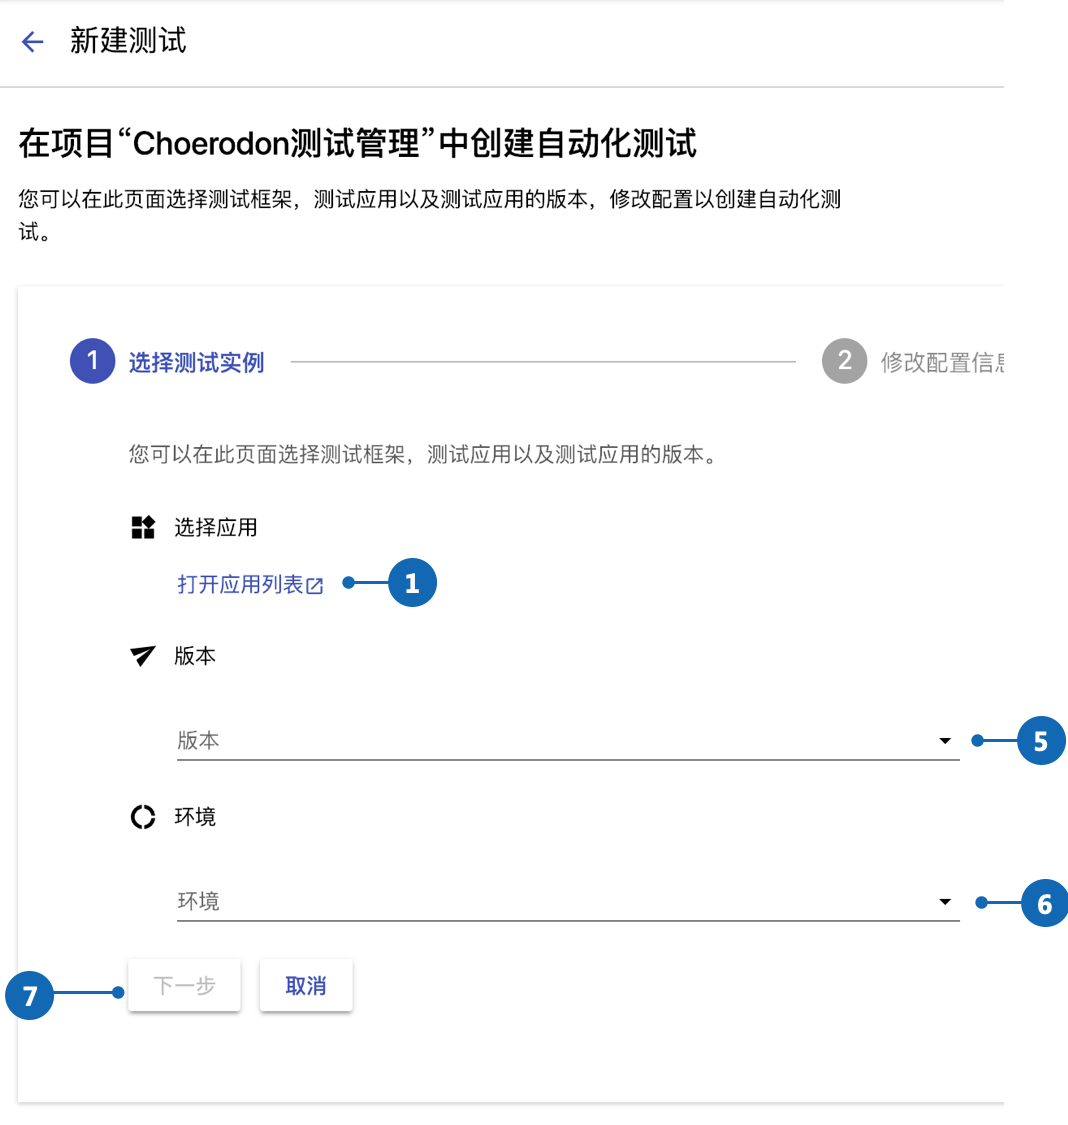 新建测试
在项目“Choerodon测试管理”中创建自动化测试
您可以在此页面选择测试框架，测试应用以及测试应用的版本，修改配置以创建自动化测
试。
1 选择测试实例 2 修改配置信息
您可以在此页面选择测试框架，测试应用以及测试应用的版本。
选择应用
打开应用列表 1
版本
版本 5
环境
环境 6
7 下一步 取消